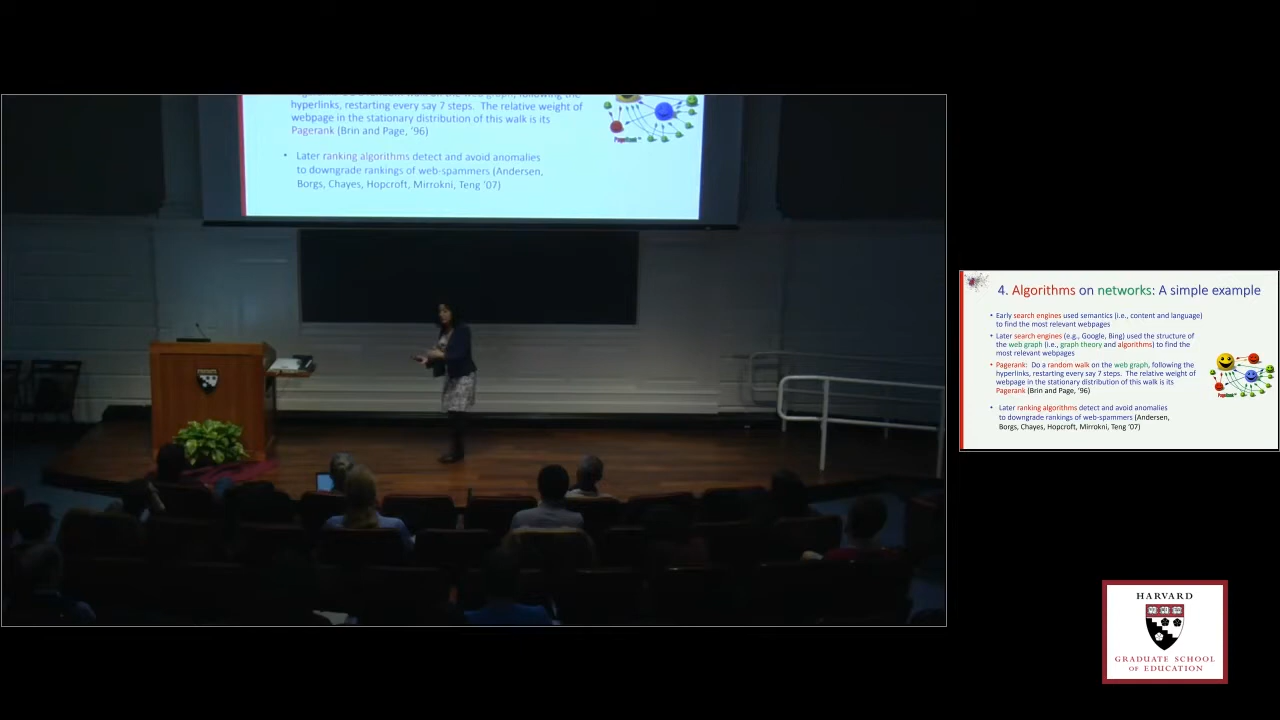 hyperlinks, restarting every say 7 steps. The relative weight of
webpage in the stationary distribution of this walk is its
Pagerank (Brin and Page, '96)
• Later ranking algorithms detect and avoid anomalies
to downgrade rankings of web-spammers (Andersen,
Borgs, Chayes, Hopcroft, Mirrokni, Teng '07)
PageRank™
4. Algorithms on networks: A simple example
• Early search engines used semantics (i.e., content and language)
to find the most relevant webpages
• Later search engines (e.g., Google, Bing) used the structure of
the web graph (i.e., graph theory and algorithms) to find the
most relevant webpages
• Pagerank: Do a random walk on the web graph, following the
hyperlinks, restarting every say 7 steps. The relative weight of
webpage in the stationary distribution of this walk is its
Pagerank (Brin and Page, '96)
• Later ranking algorithms detect and avoid anomalies
to downgrade rankings of web-spammers (Andersen,
Borgs, Chayes, Hopcroft, Mirrokni, Teng '07)
PageRank™
HARVARD
GRADUATE SCHOOL
OF EDUCATION